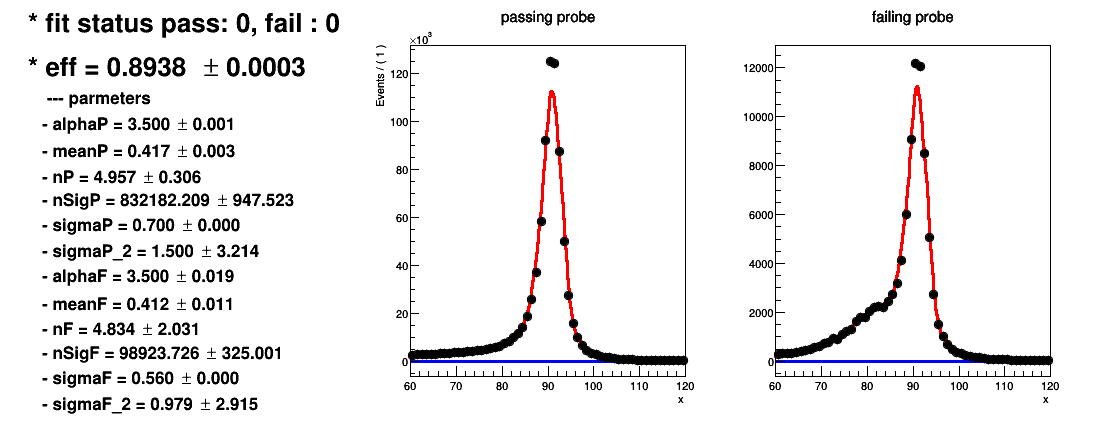 * fit status pass: 0, fail : 0
* eff = 0.8938 ± 0.0003
--- parmeters
- alphaP = 3.500 ± 0.001
- meanP = 0.417 ± 0.003
- nP = 4.957 ± 0.306
- nSigP = 832182.209 ± 947.523
- sigmaP = 0.700 ± 0.000
- sigmaP_2 = 1.500 ± 3.214
- alphaF = 3.500 ± 0.019
- meanF = 0.412 ± 0.011
- nF = 4.834 ± 2.031
- nSigF = 98923.726 ± 325.001
- sigmaF = 0.560 ± 0.000
- sigmaF_2 = 0.979 ± 2.915
passing probe
×10³
Events / ( 1 )
120
100
80
60
40
20
0
60 70 80 90 100 110 120
x
failing probe
12000
10000
8000
6000
4000
2000
0
60 70 80 90 100 110 120
x